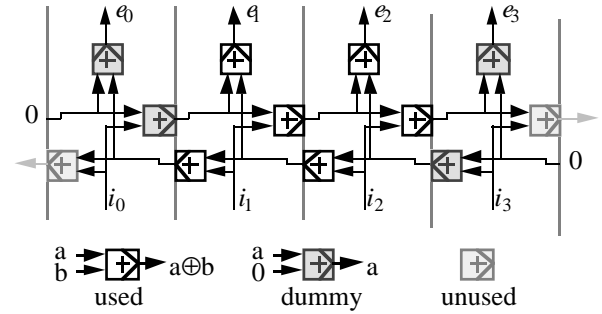 e0 e1 e2 e3
+ + + +
0 + + + +
+ + + + 0
i0 i1 i2 i3
a b + a⊕b a 0 + a +
used dummy unused